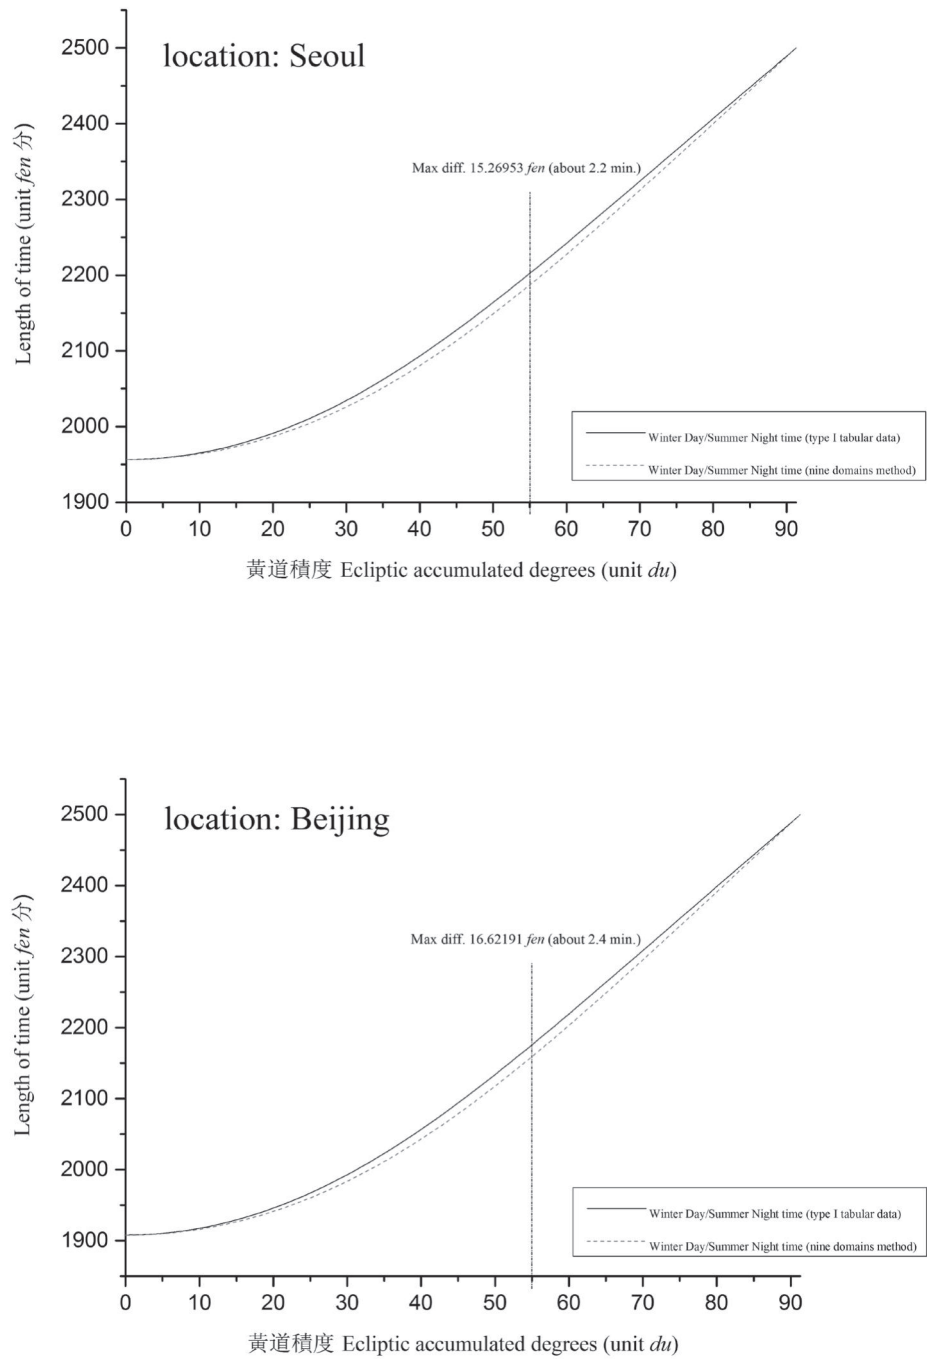 location: Seoul
2500
2400
2300
2200
2100
2000
1900
Length of time (unit fen 分)
Max diff. 15.26953 fen (about 2.2 min.)
Winter Day/Summer Night time (type I tabular data)
Winter Day/Summer Night time (nine domains method)
0 10 20 30 40 50 60 70 80 90
黃道積度 Ecliptic accumulated degrees (unit du)
location: Beijing
2500
2400
2300
2200
2100
2000
1900
Length of time (unit fen 分)
Max diff. 16.62191 fen (about 2.4 min.)
Winter Day/Summer Night time (type I tabular data)
Winter Day/Summer Night time (nine domains method)
0 10 20 30 40 50 60 70 80 90
黃道積度 Ecliptic accumulated degrees (unit du)